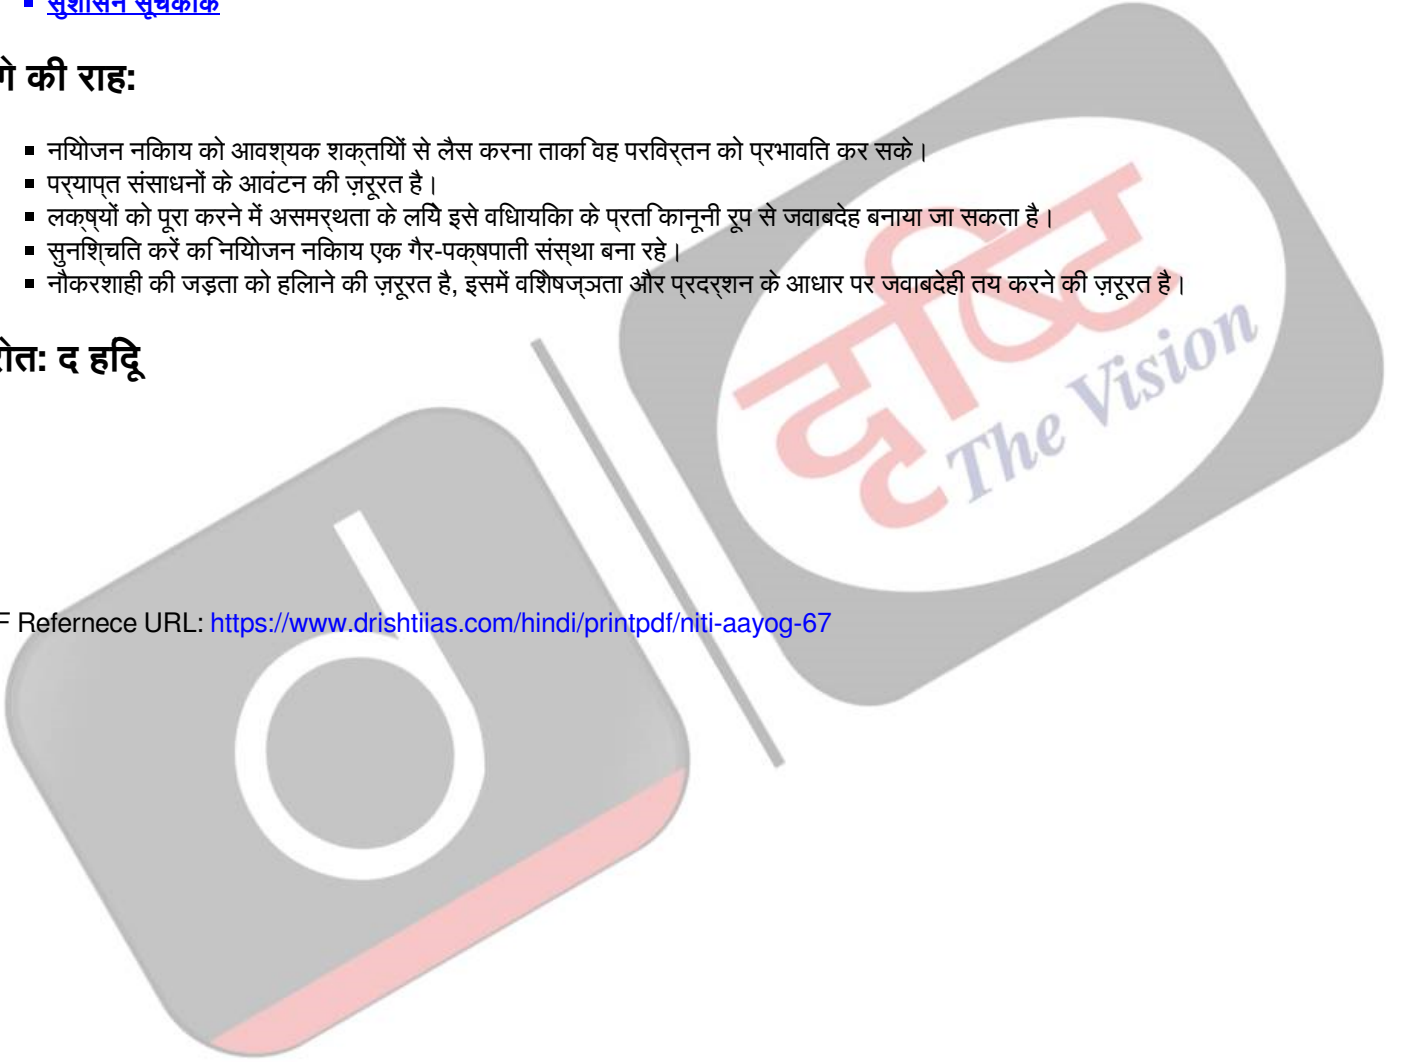 सुशासन सूचकांक
गे की राह:
नियोजन निकाय को आवश्यक शक्तियों से लैस करना ताकि वह परिवर्तन को प्रभावित कर सके।
पर्याप्त संसाधनों के आवंटन की ज़रूरत है।
लक्ष्यों को पूरा करने में असमर्थता के लिये इसे विधायिका के प्रति कानूनी रूप से जवाबदेह बनाया जा सकता है।
सुनिश्चित करें कि नियोजन निकाय एक गैर-पक्षपाती संस्था बना रहे।
नौकरशाही की जड़ता को हिलाने की ज़रूरत है, इसमें विशेषज्ञता और प्रदर्शन के आधार पर जवाबदेही तय करने की ज़रूरत है।
रोत: द हिंदू
F Refernece URL: https://www.drishtiias.com/hindi/printpdf/niti-aayog-67
दृष्टि
The Vision
d